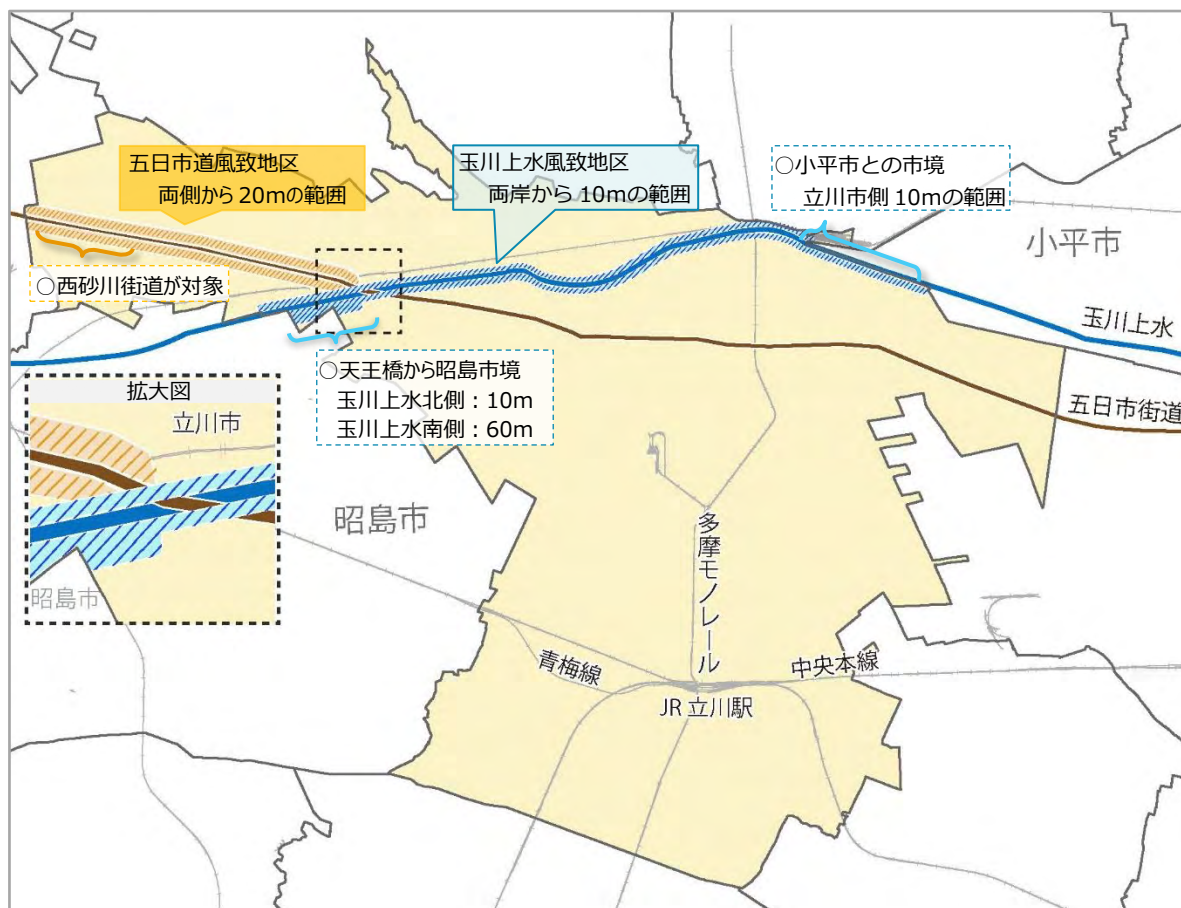 五日市道風致地区
両側から 20mの範囲
玉川上水風致地区
両岸から 10mの範囲
○小平市との市境
立川市側 10mの範囲
小平市
○西砂川街道が対象
玉川上水
○天王橋から昭島市境
玉川上水北側：10m
玉川上水南側：60m
五日市街道
拡大図
立川市
昭島市
昭島市
多摩モノレール
青梅線
中央本線
JR 立川駅